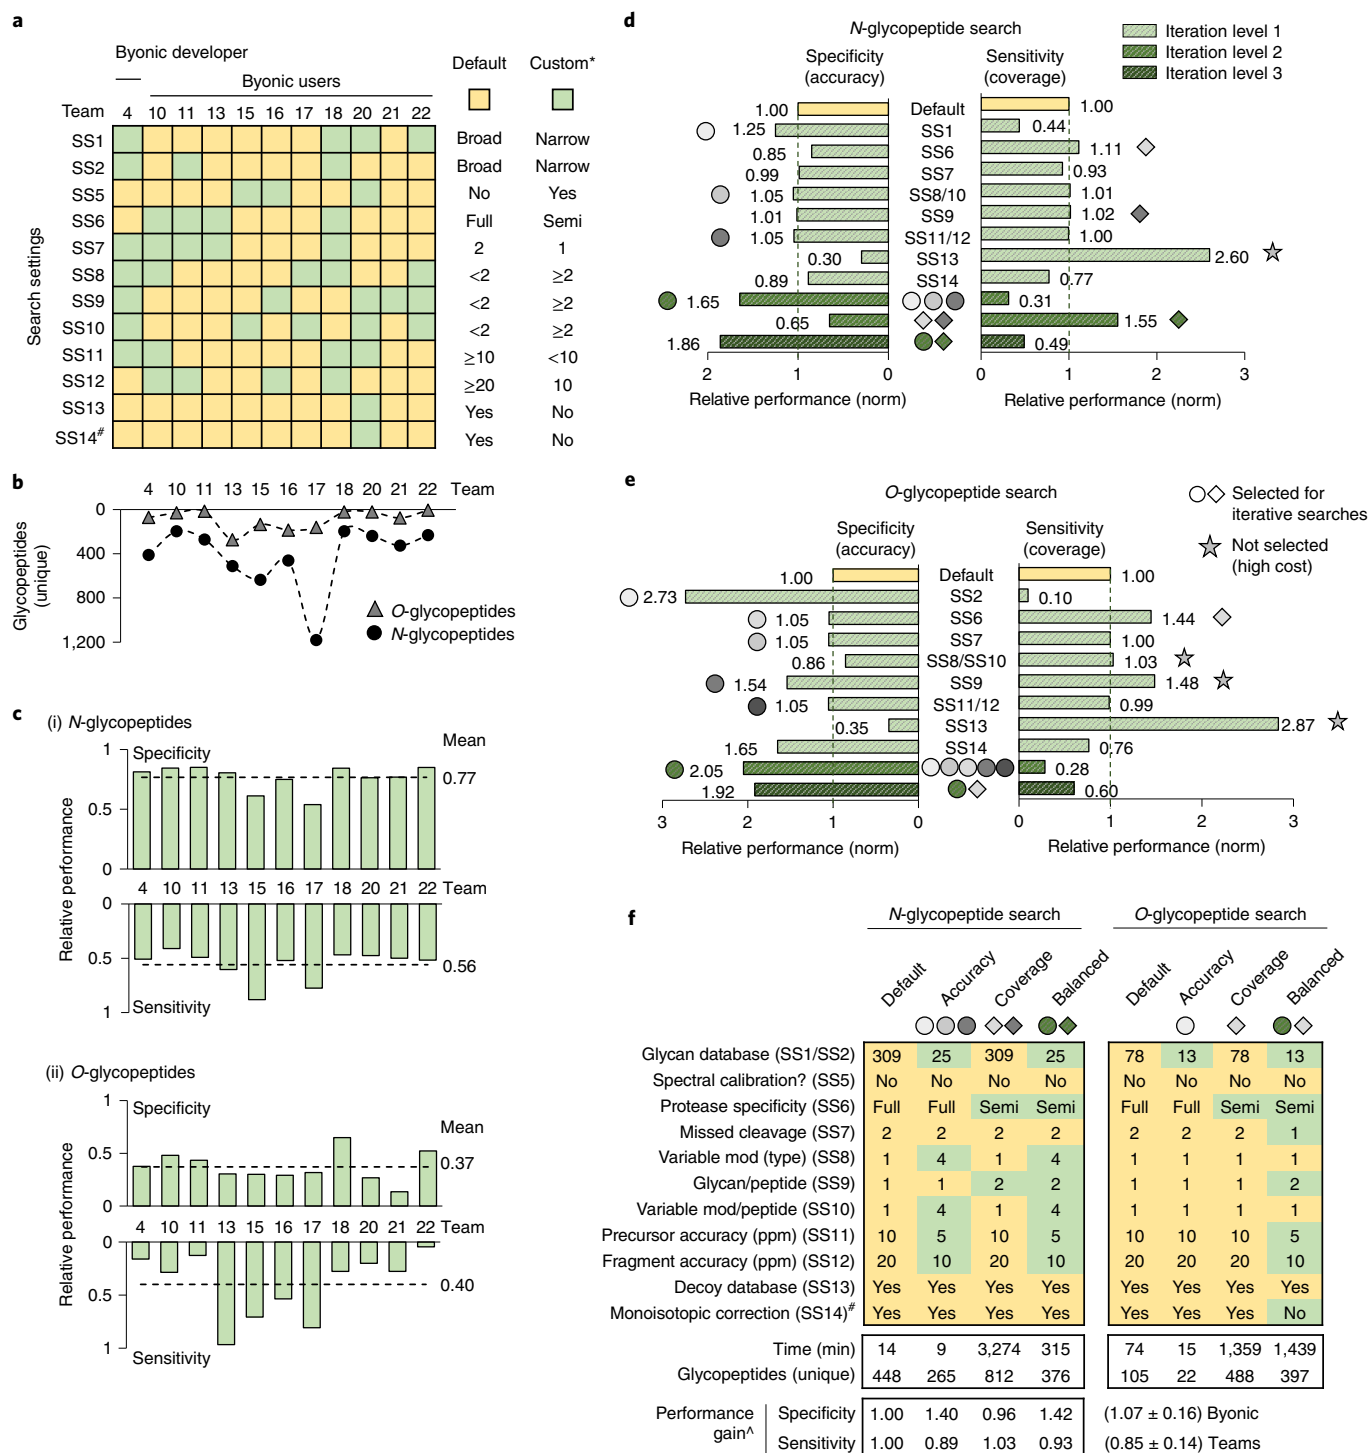 a
Byonic developer
Byonic users
Default
Custom*
Team 4 10 11 13 15 16 17 18 20 21 22
Search settings
SS1 Broad Narrow
SS2 Broad Narrow
SS5 No Yes
SS6 Full Semi
SS7 2 1
SS8 <2 ≥2
SS9 <2 ≥2
SS10 <2 ≥2
SS11 ≥10 <10
SS12 ≥20 10
SS13 Yes No
SS14# Yes No
b
4 10 11 13 15 16 17 18 20 21 22 Team
Glycopeptides
(unique)
0
400
800
1,200
O-glycopeptides
N-glycopeptides
c
(i) N-glycopeptides
Relative performance
Specificity
Mean
1
0.77
0.5
0
4 10 11 13 15 16 17 18 20 21 22 Team
0
0.5
0.56
1
Sensitivity
(ii) O-glycopeptides
Relative performance
1
Specificity
Mean
0.5
0.37
0
4 10 11 13 15 16 17 18 20 21 22 Team
0
0.40
0.5
1
Sensitivity
d
N-glycopeptide search
Iteration level 1
Iteration level 2
Iteration level 3
Specificity
(accuracy)
Sensitivity
(coverage)
1.00 Default 1.00
1.25 SS1 0.44
0.85 SS6 1.11
0.99 SS7 0.93
1.05 SS8/10 1.01
1.01 SS9 1.02
1.05 SS11/12 1.00
0.30 SS13 2.60
0.89 SS14 0.77
1.65 0.31
0.65 1.55
1.86 0.49
2 1 0 0 1 2 3
Relative performance (norm) Relative performance (norm)
e
O-glycopeptide search
Selected for
iterative searches
Not selected
(high cost)
Specificity
(accuracy)
Sensitivity
(coverage)
1.00 Default 1.00
2.73 SS2 0.10
1.05 SS6 1.44
1.05 SS7 1.00
0.86 SS8/SS10 1.03
1.54 SS9 1.48
1.05 SS11/12 0.99
0.35 SS13 2.87
1.65 SS14 0.76
2.05 0.28
1.92 0.60
3 2 1 0 0 1 2 3
Relative performance (norm) Relative performance (norm)
f
N-glycopeptide search O-glycopeptide search
Default Accuracy Coverage Balanced Default Accuracy Coverage Balanced
Glycan database (SS1/SS2) 309 25 309 25 78 13 78 13
Spectral calibration? (SS5) No No No No No No No No
Protease specificity (SS6) Full Full Semi Semi Full Full Semi Semi
Missed cleavage (SS7) 2 2 2 2 2 2 2 1
Variable mod (type) (SS8) 1 4 1 4 1 1 1 1
Glycan/peptide (SS9) 1 1 2 2 1 1 1 2
Variable mod/peptide (SS10) 1 4 1 4 1 1 1 1
Precursor accuracy (ppm) (SS11) 10 5 10 5 10 10 10 5
Fragment accuracy (ppm) (SS12) 20 10 20 10 20 20 20 10
Decoy database (SS13) Yes Yes Yes Yes Yes Yes Yes Yes
Monoisotopic correction (SS14)# Yes Yes Yes Yes Yes Yes Yes No
Time (min) 14 9 3,274 315 74 15 1,359 1,439
Glycopeptides (unique) 448 265 812 376 105 22 488 397
Performance
gain^
Specificity 1.00 1.40 0.96 1.42 (1.07 ± 0.16) Byonic
Sensitivity 1.00 0.89 1.03 0.93 (0.85 ± 0.14) Teams